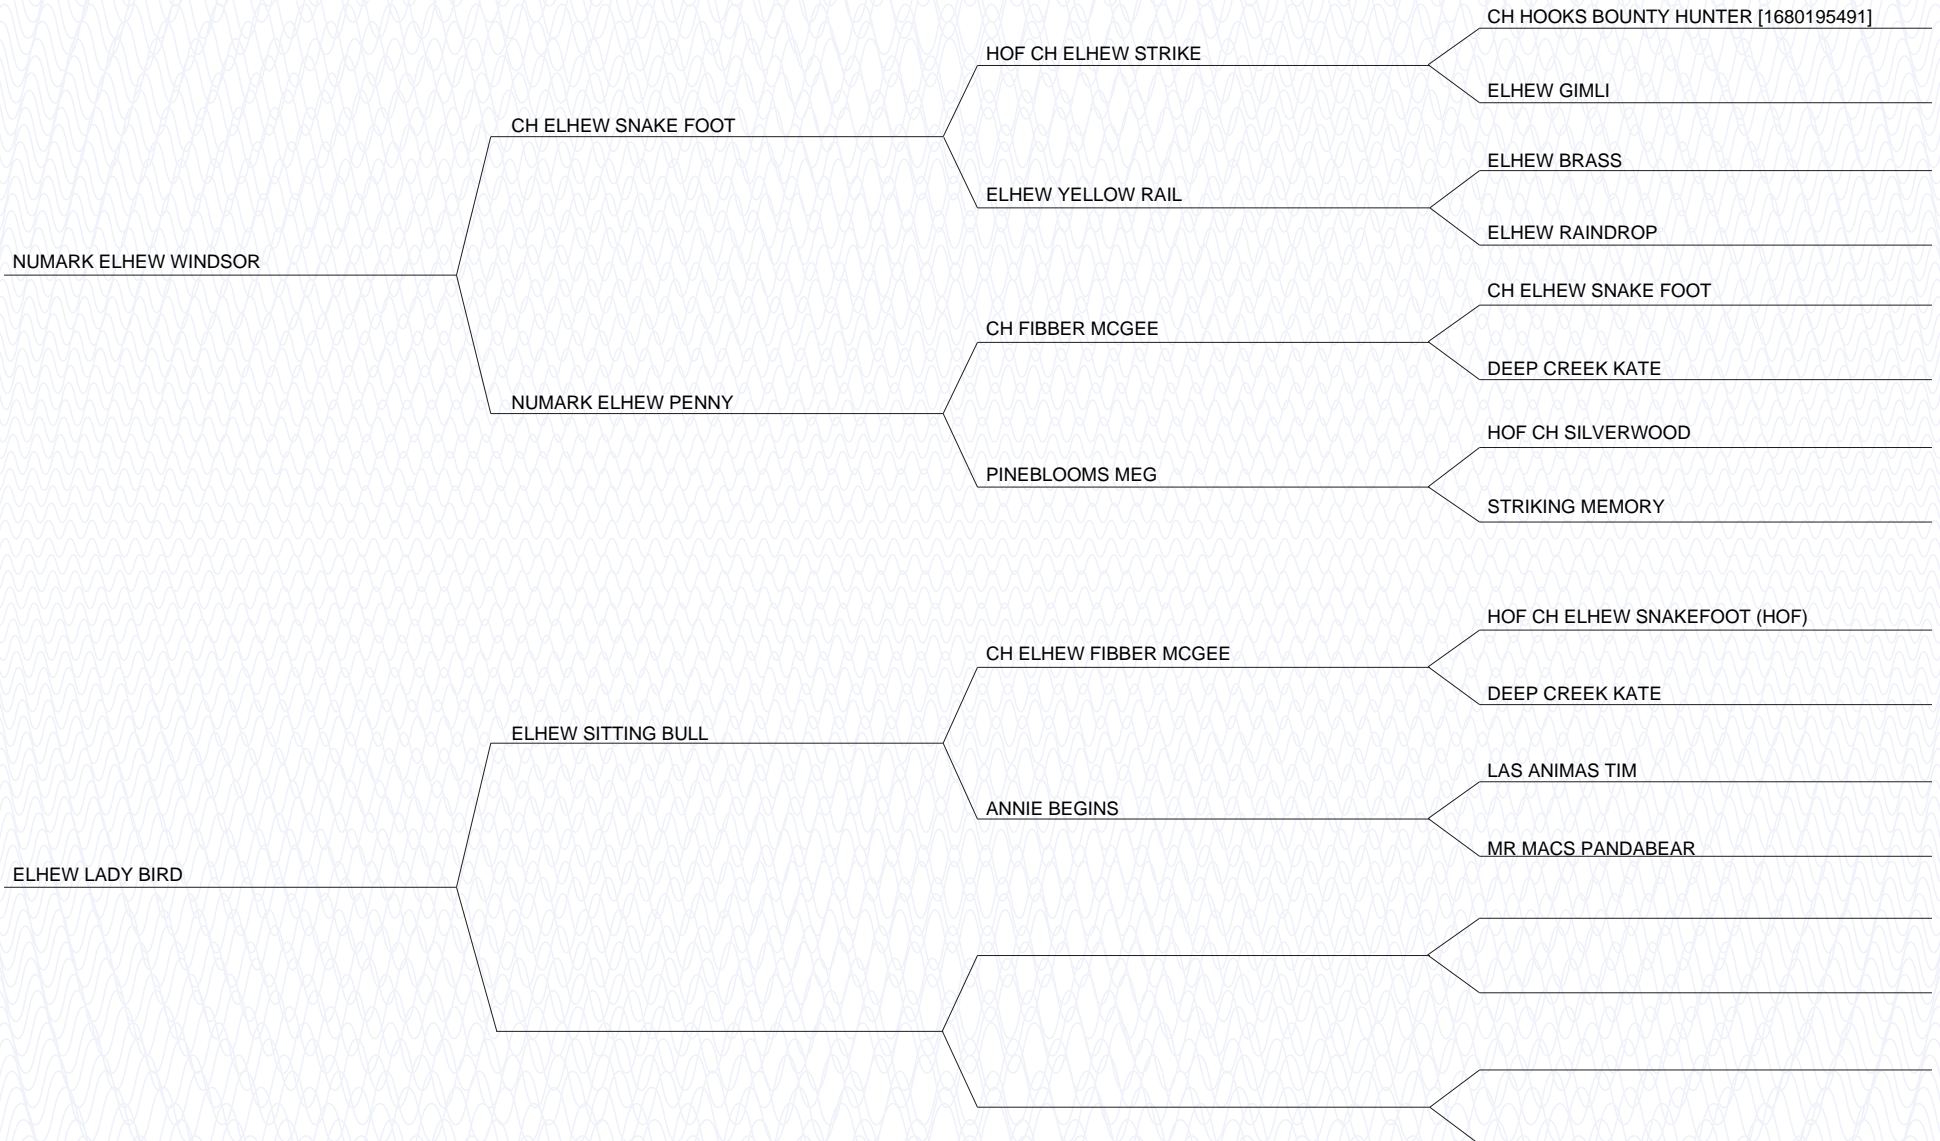 CH HOOKS BOUNTY HUNTER [1680195491]
HOF CH ELHEW STRIKE
ELHEW GIMLI
CH ELHEW SNAKE FOOT
ELHEW BRASS
ELHEW YELLOW RAIL
ELHEW RAINDROP
NUMARK ELHEW WINDSOR
CH ELHEW SNAKE FOOT
CH FIBBER MCGEE
DEEP CREEK KATE
NUMARK ELHEW PENNY
HOF CH SILVERWOOD
PINEBLOOMS MEG
STRIKING MEMORY
HOF CH ELHEW SNAKEFOOT (HOF)
CH ELHEW FIBBER MCGEE
DEEP CREEK KATE
ELHEW SITTING BULL
LAS ANIMAS TIM
ANNIE BEGINS
MR MACS PANDABEAR
ELHEW LADY BIRD